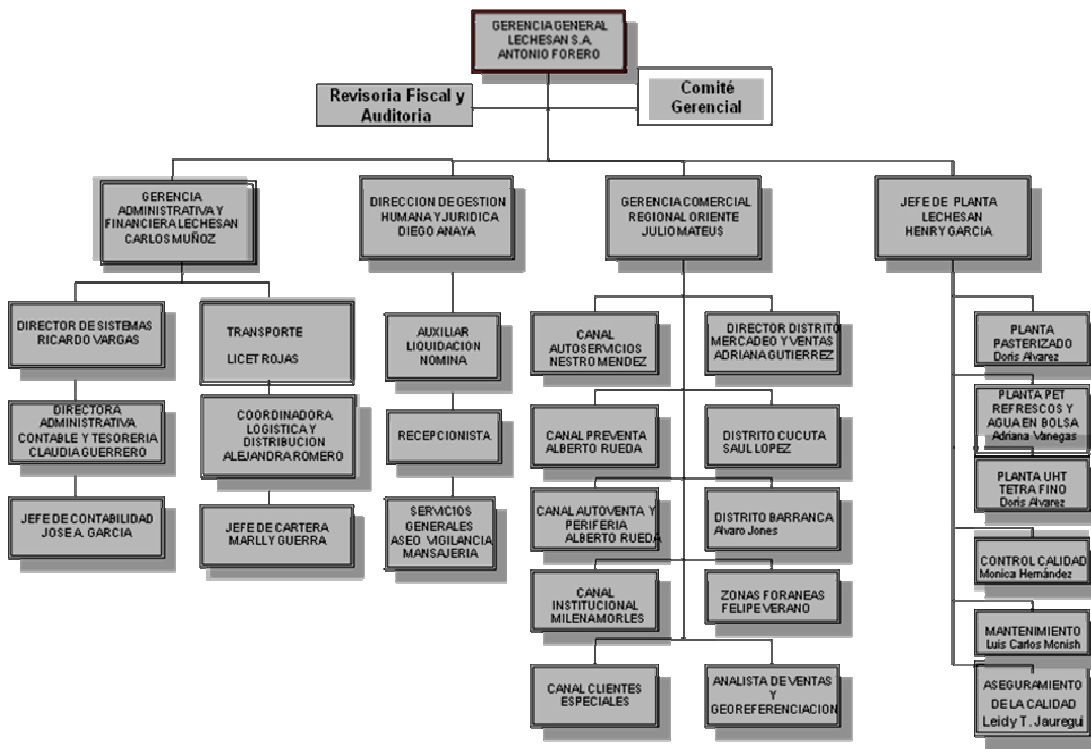 GERENCIA GENERAL
LECHESAN S.A.
ANTONIO FORERO
Revisoria Fiscal y
Auditoria
Comité
Gerencial
GERENCIA
ADMINISTRATIVA Y
FINANCIERA LECHESAN
CARLOS MUÑOZ
DIRECCION DE GESTION
HUMANA Y JURIDICA
DIEGO ANAYA
GERENCIA COMERCIAL
REGIONAL ORIENTE
JULIO MATEUS
JEFE DE PLANTA
LECHESAN
HENRY GARCIA
DIRECTOR DE SISTEMAS
RICARDO VARGAS
DIRECTORA
ADMINISTRATIVA
CONTABLE Y TESORERIA
CLAUDIA GUERRERO
JEFE DE CONTABILIDAD
JOSE A. GARCIA
TRANSPORTE
LICET ROJAS
COORDINADORA
LOGISTICA Y
DISTRIBUCION
ALEJANDRA ROMERO
JEFE DE CARTERA
MARLLY GUERRA
AUXILIAR
LIQUIDACION
NOMINA
RECEPCIONISTA
SERVICIOS
GENERALES
ASEO VIGILANCIA
MANSAJERIA
CANAL
AUTOSERVICIOS
NESTRO MENDEZ
CANAL PREVENTA
ALBERTO RUEDA
CANAL AUTOVENTA Y
PERIFERIA
ALBERTO RUEDA
CANAL
INSTITUCIONAL
MILENAMORLES
CANAL CLIENTES
ESPECIALES
DIRECTOR DISTRITO
MERCADEO Y VENTAS
ADRIANA GUTIERREZ
DISTRITO CUCUTA
SAUL LOPEZ
DISTRITO BARRANCA
Alvaro Jones
ZONAS FORANEAS
FELIPE VERANO
ANALISTA DE VENTAS
Y
GEOREFERENCIACION
PLANTA
PASTERIZADO
Doris Alvarez
PLANTA PET
REFRESCOS Y
AGUA EN BOLSA
Adriana Vanegas
PLANTA UHT
TETRA FINO
Doris Alvarez
CONTROL CALIDAD
Monica Hernández
MANTENIMIENTO
Luis Carlos Monish
ASEGURAMIENTO
DE LA CALIDAD
Leidy T. Jauregui